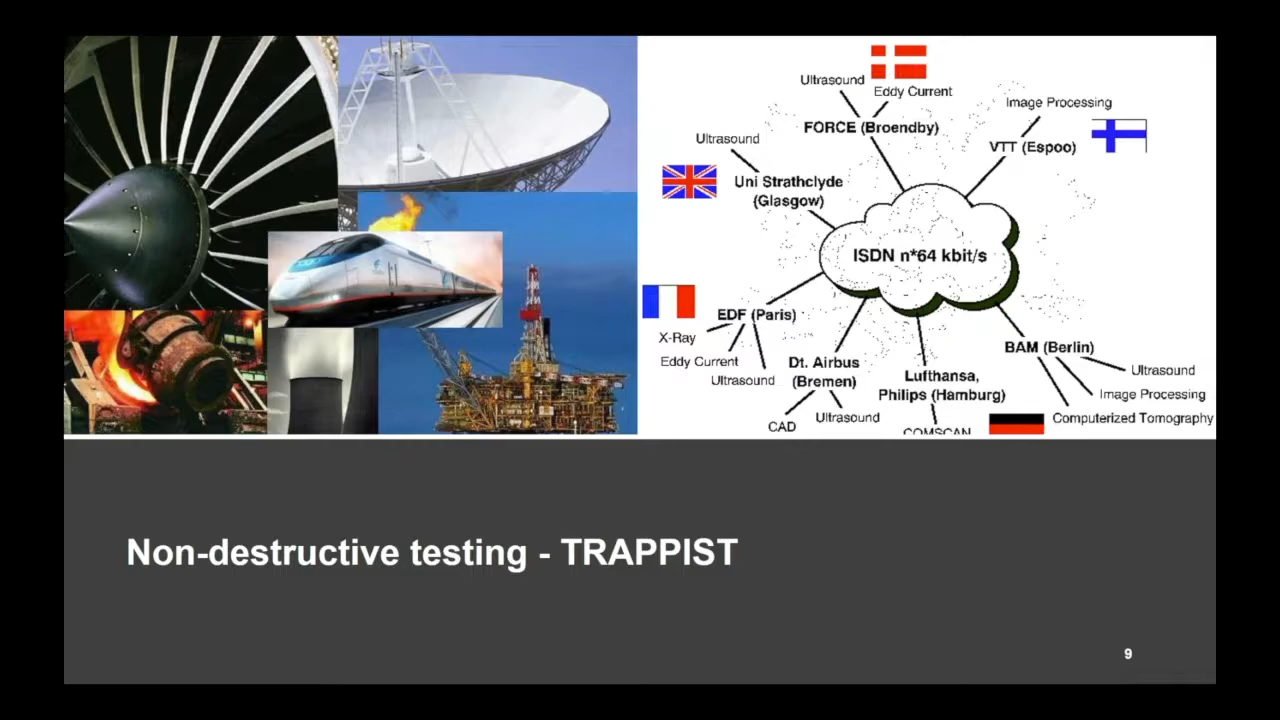 Ultrasound
Eddy Current
FORCE (Broendby)
Image Processing
VTT (Espoo)
Ultrasound
Uni Strathclyde
(Glasgow)
ISDN n*64 kbit/s
EDF (Paris)
X-Ray
Eddy Current
Ultrasound
Dt. Airbus
(Bremen)
CAD
Ultrasound
Lufthansa,
Philips (Hamburg)
COMSCAN
BAM (Berlin)
Ultrasound
Image Processing
Computerized Tomography
Non-destructive testing - TRAPPIST
9